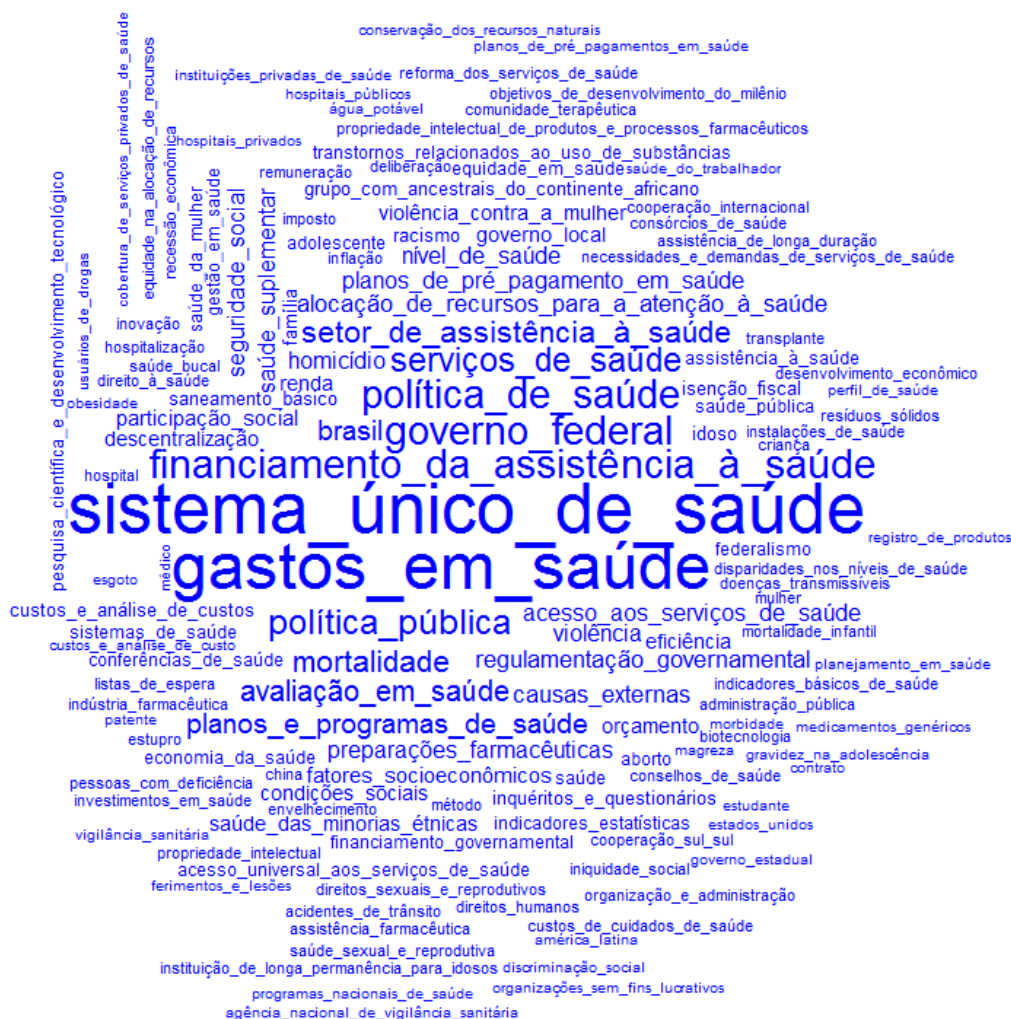 conservação_dos_recursos_naturais
planos_de_pré_pagamentos_em_saúde
instituições_privadas_de_saúde reforma_dos_serviços_de_saúde
hospitais_públicos objetivos_de_desenvolvimento_do_milênio
água_potável comunidade_terapêutica
propriedade_intelectual_de_produtos_e_processos_farmacêuticos
hospitais_privados
transtornos_relacionados_ao_uso_de_substâncias
remuneração deliberação equidade_em_saúde saúde_do_trabalhador
grupo_com_ancestrais_do_continente_africano
imposto violência_contra_a_mulher cooperação_internacional
consórcios_de_saúde
adolescente racismo governo_local assistência_de_longa_duração
inflação nível_de_saúde necessidades_e_demandas_de_serviços_de_saúde
planos_de_pré_pagamento_em_saúde
alocação_de_recursos_para_a_atenção_à_saúde
pesquisa_científica_e_desenvolvimento_tecnológico
usuários_de_drogas
cobertura_de_serviços_privados_de_saúde
equidade_na_alocação_de_recursos
recessão_econômica
saúde_da_mulher
gestão_em_saúde
seguridade_social
saúde_suplementar
família
inovação setor_de_assistência_à_saúde transplante
hospitalização homicídio serviços_de_saúde assistência_à_saúde
saúde_bucal desenvolvimento_econômico
direito_à_saúde renda política_de_saúde isenção_fiscal perfil_de_saúde
obesidade saneamento_básico saúde_pública
participação_social resíduos_sólidos
descentralização brasil governo_federal idoso instalações_de_saúde
criança
hospital financiamento_da_assistência_à_saúde
sistema_único_de_saúde
registro_de_produtos
federalismo
esgoto médico gastos_em_saúde disparidades_nos_níveis_de_saúde
doenças_transmissíveis
mulher
custos_e_análise_de_custos acesso_aos_serviços_de_saúde
sistemas_de_saúde política_pública violência eficiência mortalidade_infantil
custos_e_análise_de_custo
conferências_de_saúde mortalidade regulamentação_governamental planejamento_em_saúde
listas_de_espera avaliação_em_saúde causas_externas indicadores_básicos_de_saúde
indústria_farmacêutica administração_pública
patente planos_e_programas_de_saúde orçamento morbidade medicamentos_genéricos
estupro biotecnologia
economia_da_saúde preparações_farmacêuticas aborto magreza gravidez_na_adolescência
contrato
pessoas_com_deficiência china fatores_socioeconômicos saúde conselhos_de_saúde
investimentos_em_saúde condições_sociais método inquéritos_e_questionários estudante
envelhecimento
vigilância_sanitária saúde_das_minorias_étnicas indicadores_estatísticos estados_unidos
financiamento_governamental cooperação_sul_sul
propriedade_intelectual governo_estadual
acesso_universal_aos_serviços_de_saúde iniquidade_social
ferimentos_e_lesões direitos_sexuais_e_reprodutivos organização_e_administração
acidentes_de_trânsito direitos_humanos
assistência_farmacêutica custos_de_cuidados_de_saúde
américa_latina
saúde_sexual_e_reprodutiva
instituição_de_longa_permanência_para_idosos discriminação_social
programas_nacionais_de_saúde organizações_sem_fins_lucrativos
agência_nacional_de_vigilância_sanitária